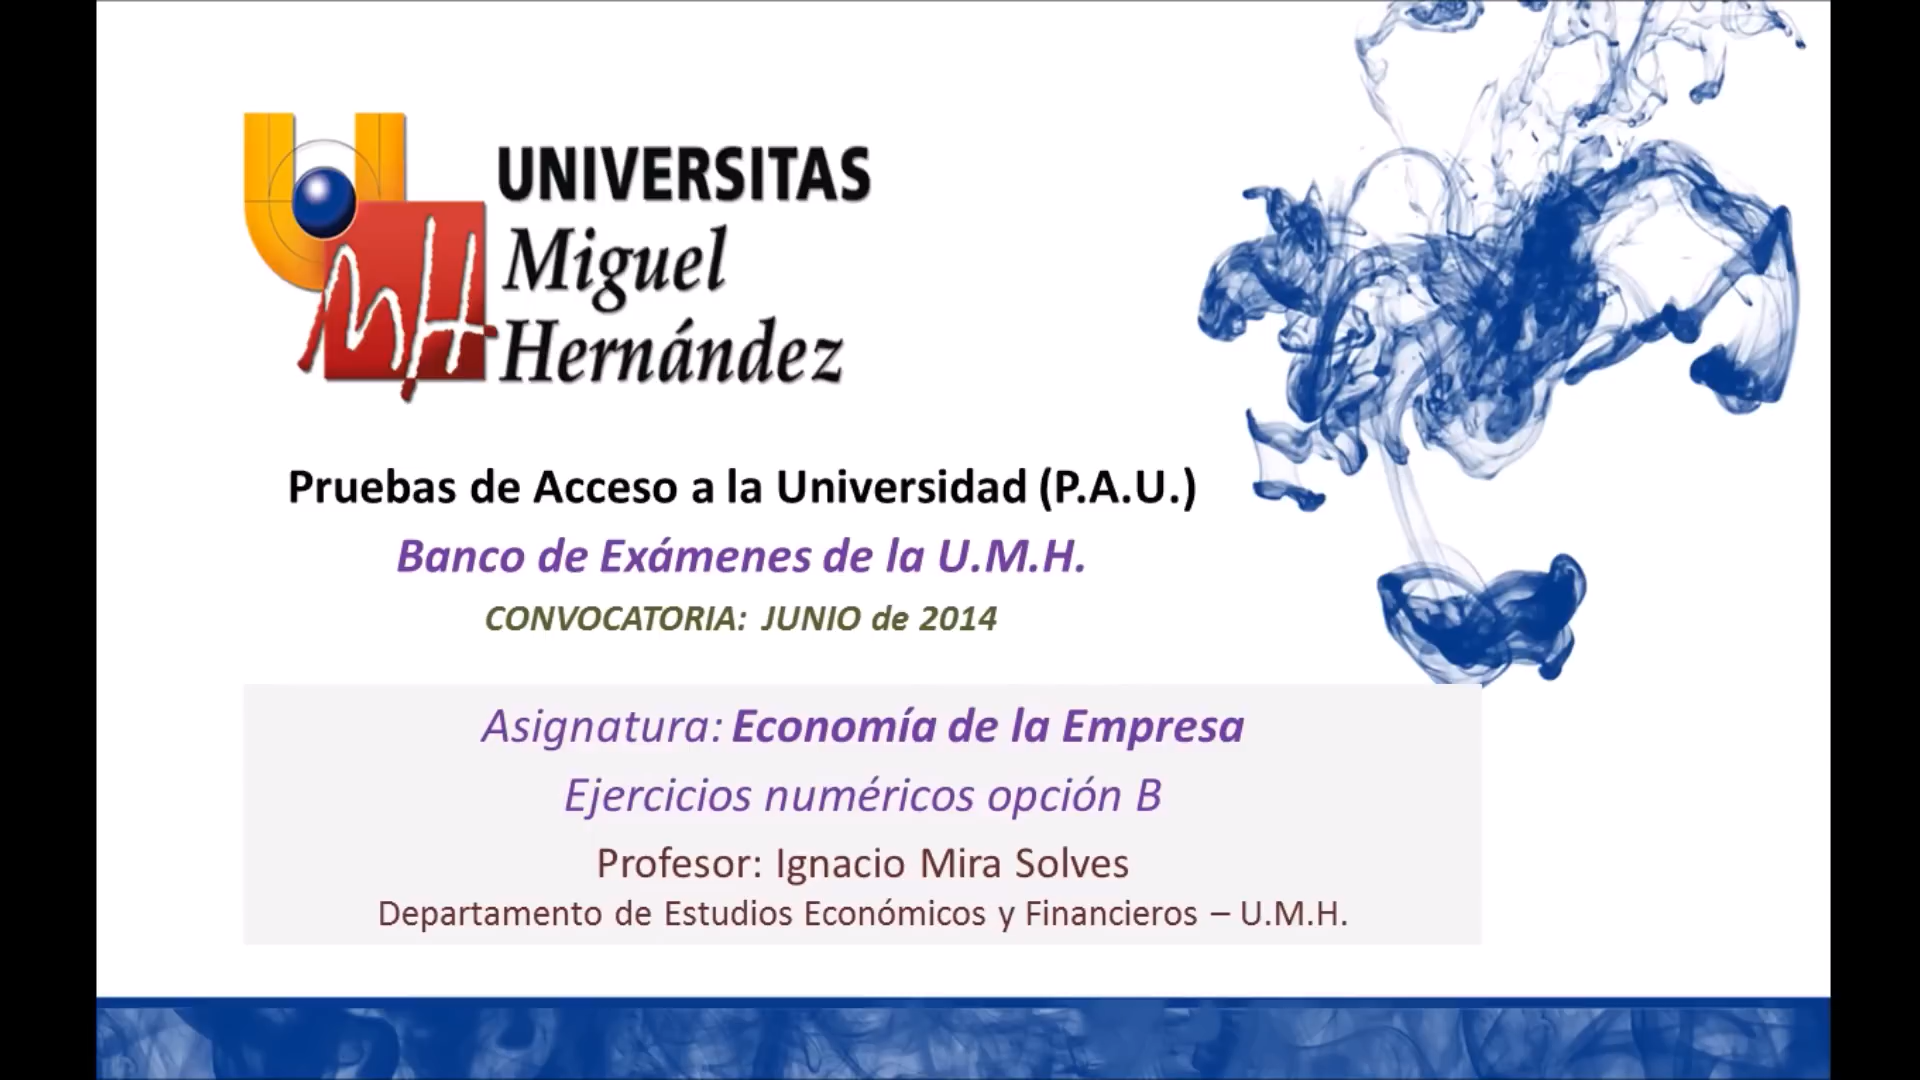 UNIVERSITAS
Miguel
Hernández
MH
Pruebas de Acceso a la Universidad (P.A.U.)
Banco de Exámenes de la U.M.H.
CONVOCATORIA: JUNIO de 2014
Asignatura: Economía de la Empresa
Ejercicios numéricos opción B
Profesor: Ignacio Mira Solves
Departamento de Estudios Económicos y Financieros – U.M.H.